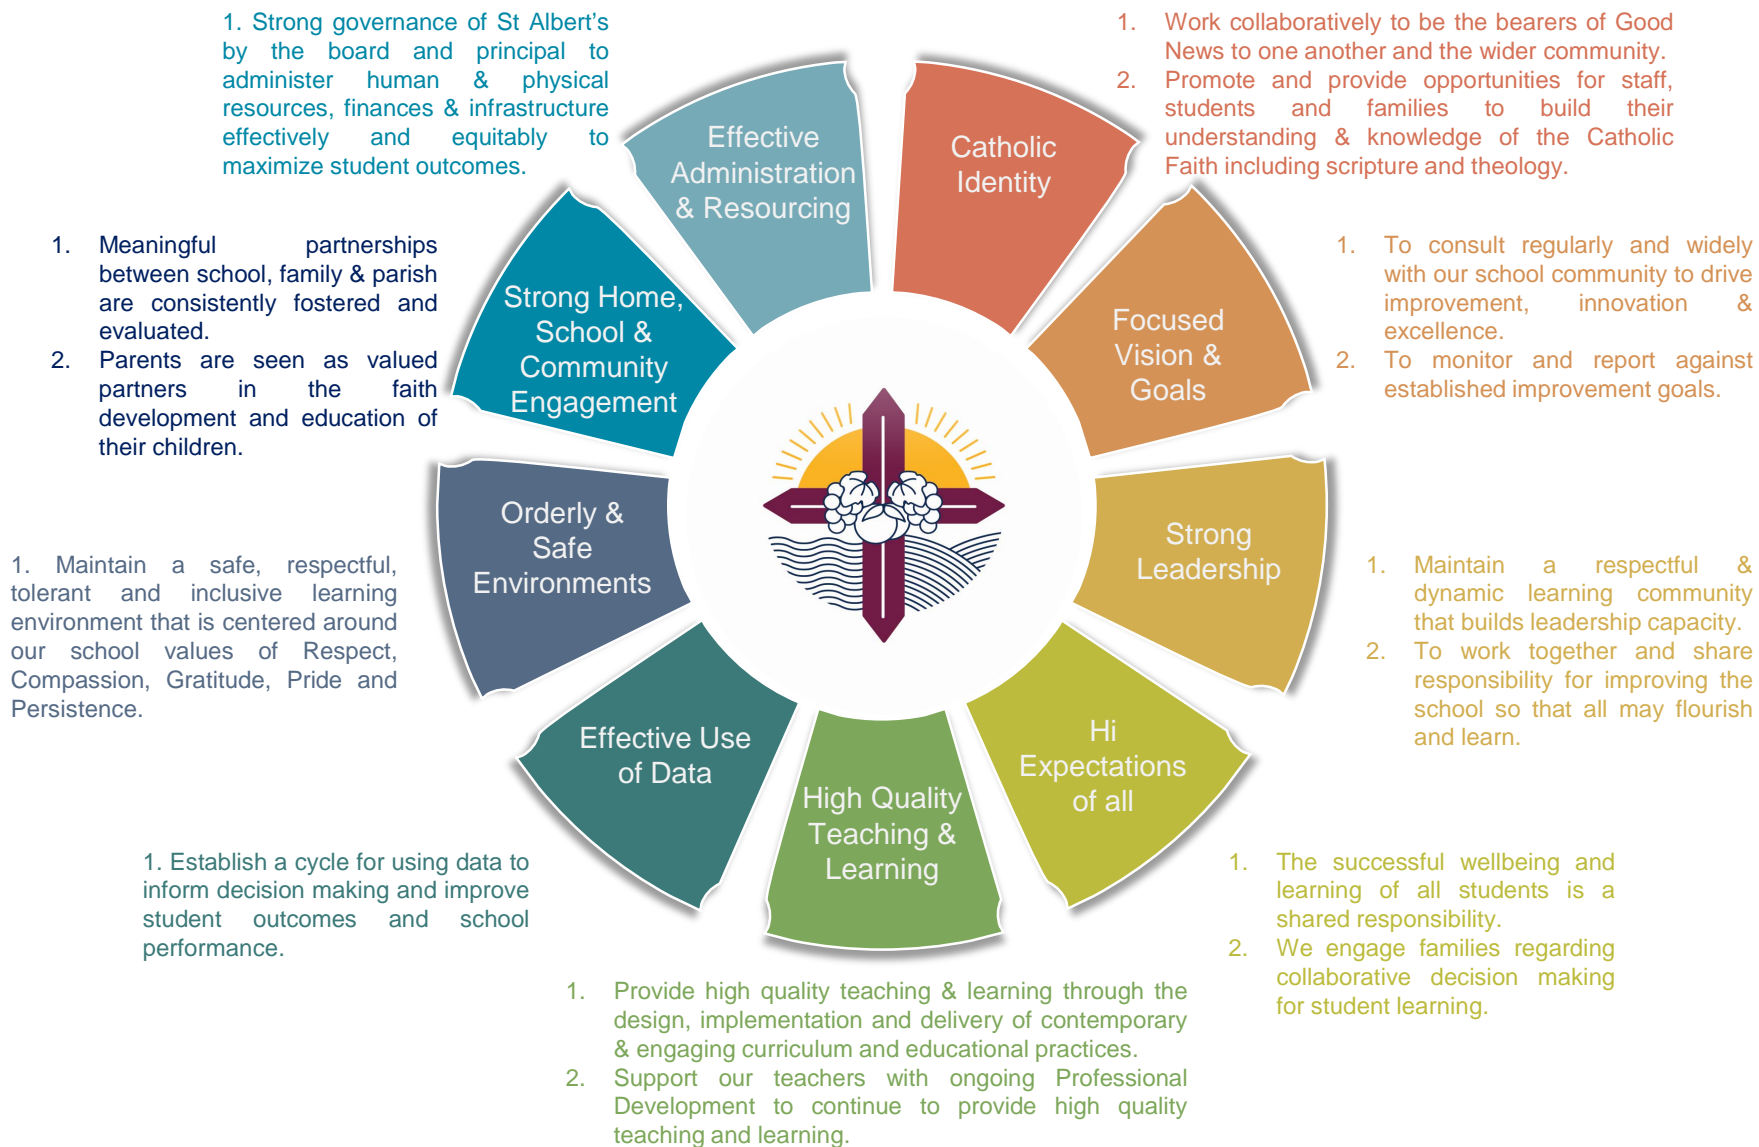 1. Strong governance of St Albert’s
by the board and principal to
administer human & physical
resources, finances & infrastructure
effectively and equitably to
maximize student outcomes.
Effective
Administration
& Resourcing
Catholic
Identity
1. Work collaboratively to be the bearers of Good
News to one another and the wider community.
2. Promote and provide opportunities for staff,
students and families to build their
understanding & knowledge of the Catholic
Faith including scripture and theology.
1. Meaningful partnerships
between school, family & parish
are consistently fostered and
evaluated.
2. Parents are seen as valued
partners in the faith
development and education of
their children.
Strong Home,
School &
Community
Engagement
Focused
Vision &
Goals
1. To consult regularly and widely
with our school community to drive
improvement, innovation &
excellence.
2. To monitor and report against
established improvement goals.
1. Maintain a safe, respectful,
tolerant and inclusive learning
environment that is centered around
our school values of Respect,
Compassion, Gratitude, Pride and
Persistence.
Orderly &
Safe
Environments
Strong
Leadership
1. Maintain a respectful &
dynamic learning community
that builds leadership capacity.
2. To work together and share
responsibility for improving the
school so that all may flourish
and learn.
1. Establish a cycle for using data to
inform decision making and improve
student outcomes and school
performance.
Effective Use
of Data
High Quality
Teaching &
Learning
Hi
Expectations
of all
1. The successful wellbeing and
learning of all students is a
shared responsibility.
2. We engage families regarding
collaborative decision making
for student learning.
1. Provide high quality teaching & learning through the
design, implementation and delivery of contemporary
& engaging curriculum and educational practices.
2. Support our teachers with ongoing Professional
Development to continue to provide high quality
teaching and learning.